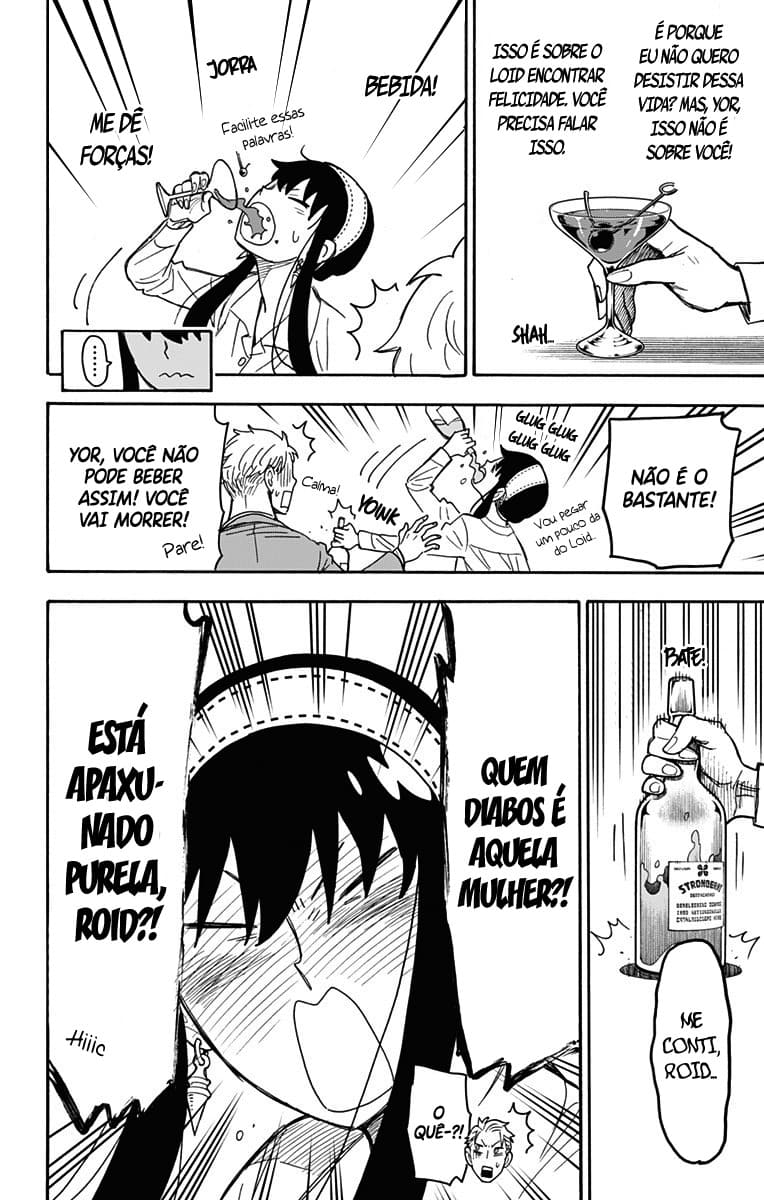 É PORQUE
EU NÃO QUERO
DESISTIR DESSA
VIDA? MAS, YOR,
ISSO NÃO É
SOBRE VOCÊ!
ISSO É SOBRE O
LOID ENCONTRAR
FELICIDADE. VOCÊ
PRECISA FALAR
ISSO.
SHAH...
BEBIDA!
JORRA
Facilite essas
palavras!
ME DÊ
FORÇAS!
......
NÃO É O
BASTANTE!
GLUG GLUG
GLUG GLUG
Vou pegar
um pouco da
do Loid...
YOINK
Calma!
YOR, VOCÊ NÃO
PODE BEBER
ASSIM! VOCÊ
VAI MORRER!
Pare!
BATE!
ME
CONTI,
ROID...
QUEM
DIABOS É
AQUELA
MULHER?!
ESTÁ
APAXU-
NADO
PURELA,
ROID?!
Hiiic
O
QUÊ-?!